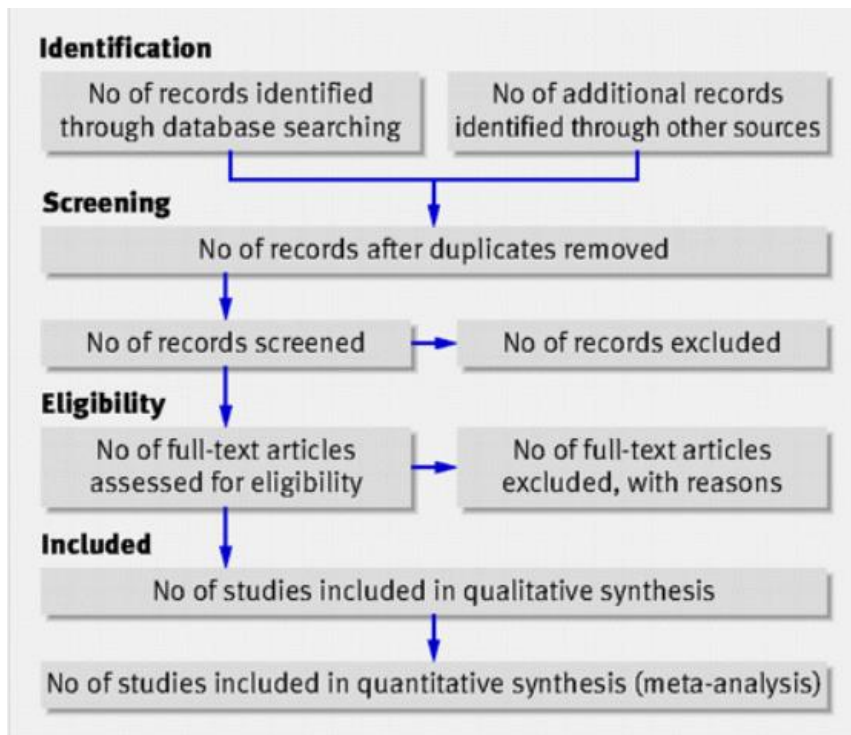 Identification
No of records identified
through database searching
No of additional records
identified through other sources
Screening
No of records after duplicates removed
No of records screened
No of records excluded
Eligibility
No of full-text articles
assessed for eligibility
No of full-text articles
excluded, with reasons
Included
No of studies included in qualitative synthesis
No of studies included in quantitative synthesis (meta-analysis)